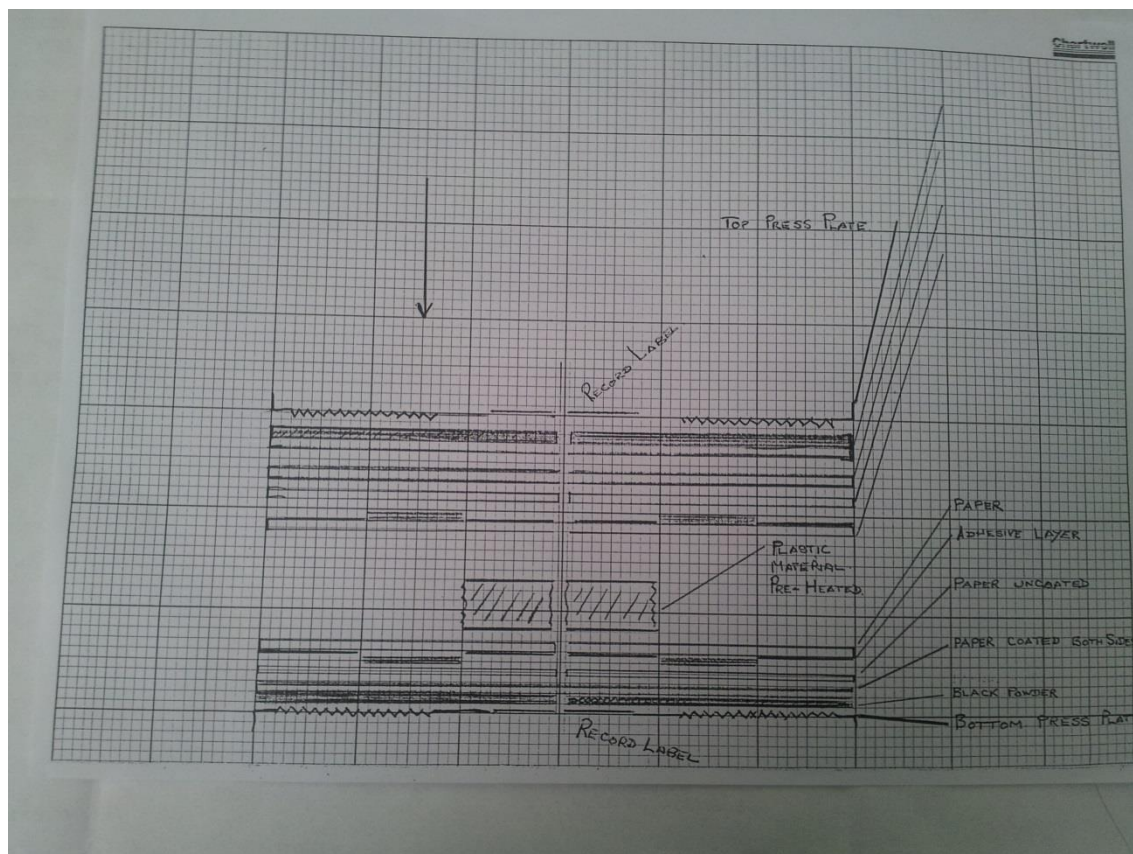 Chartwell
TOP PRESS PLATE
RECORD LABEL
PLASTIC
MATERIAL
PRE-HEATED
PAPER
ADHESIVE LAYER
PAPER UNCOATED
PAPER COATED BOTH SIDE
BLACK POWDER
BOTTOM PRESS PLAT
RECORD LABEL